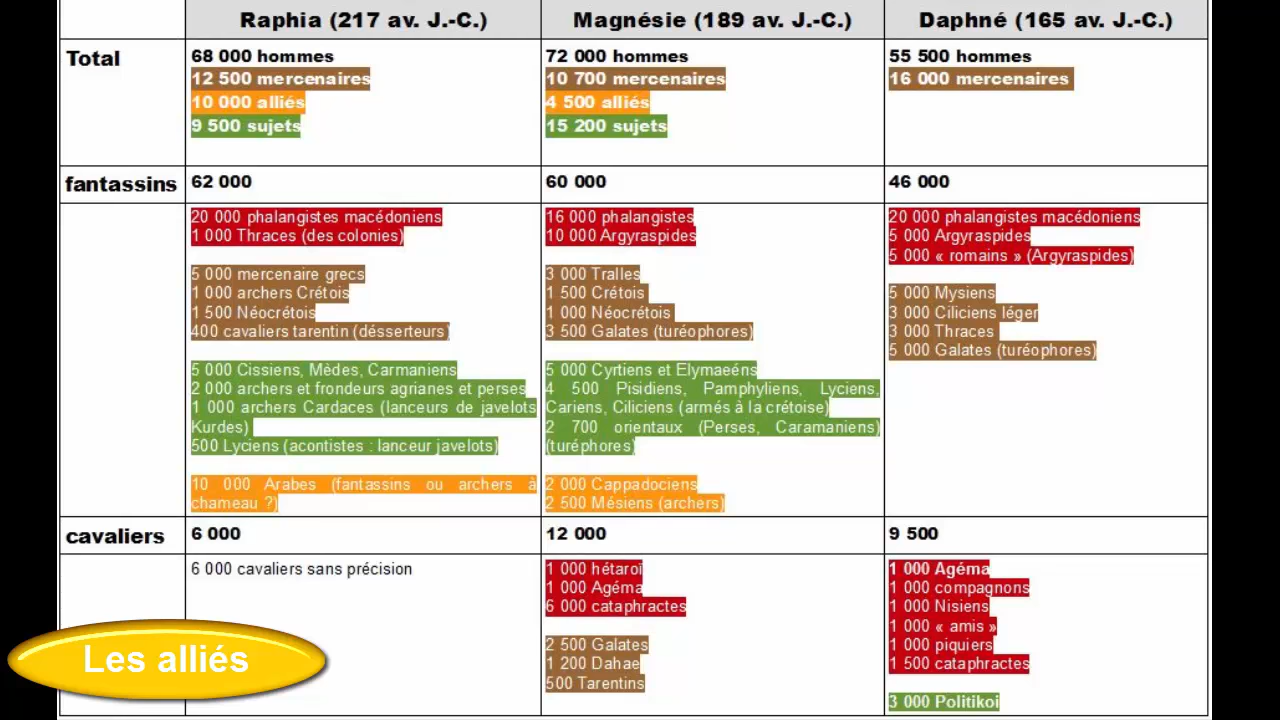 Raphia (217 av. J.-C.)
Magnésie (189 av. J.-C.)
Daphné (165 av. J.-C.)
Total
68 000 hommes
12 500 mercenaires
10 000 alliés
9 500 sujets
72 000 hommes
10 700 mercenaires
4 500 alliés
15 200 sujets
55 500 hommes
16 000 mercenaires
fantassins
62 000
60 000
46 000
20 000 phalangistes macédoniens
1 000 Thraces (des colonies)
5 000 mercenaire grecs
1 000 archers Crétois
1 500 Néocrétois
400 cavaliers tarentin (désserteurs)
5 000 Cissiens, Mèdes, Carmaniens
2 000 archers et frondeurs agrianes et perses
1 000 archers Cardaces (lanceurs de javelots
Kurdes)
500 Lyciens (acontistes : lanceur javelots)
10 000 Arabes (fantassins ou archers à
chameau ?)
16 000 phalangistes
10 000 Argyraspides
3 000 Tralles
1 500 Crétois
1 000 Néocrétois
3 500 Galates (turéophores)
5 000 Cyrtiens et Elymaeéns
4 500 Pisidiens, Pamphyliens, Lyciens,
Cariens, Ciliciens (armés à la crétoise)
2 700 orientaux (Perses, Caramaniens)
(turéphores)
2 000 Cappadociens
2 500 Mésiens (archers)
20 000 phalangistes macédoniens
5 000 Argyraspides
5 000 « romains » (Argyraspides)
5 000 Mysiens
3 000 Ciliciens léger
3 000 Thraces
5 000 Galates (turéophores)
cavaliers
6 000
12 000
9 500
6 000 cavaliers sans précision
1 000 hétaroï
1 000 Agéma
6 000 cataphractes
2 500 Galates
1 200 Dahae
500 Tarentins
1 000 Agéma
1 000 compagnons
1 000 Nisiens
1 000 « amis »
1 000 piquiers
1 500 cataphractes
3 000 Politikoi
Les alliés